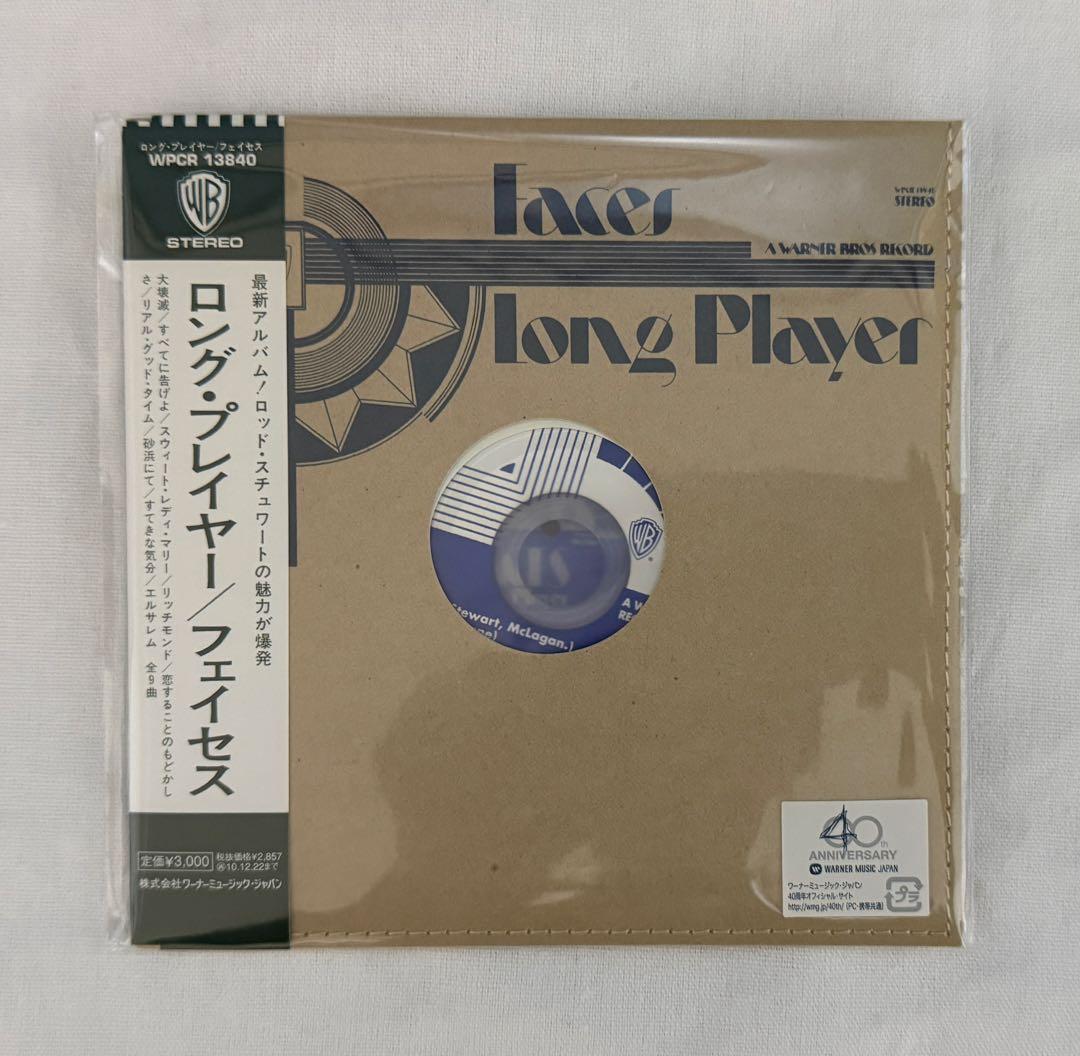 ロング・プレイヤー/フェイセス
WPCR 13840
WB
STEREO
最新アルバム!ロッド・スチュワートの魅力が爆発
ロング・プレイヤー/フェイセス
大壊滅/すべてに告げよ/スウィート・レディ・マリー/リッチモンド/恋することのもどかし
さ/リアル・グッド・タイム/砂浜にて/すてきな気分/エルサレム 全9曲
定価¥3,000 税抜価格¥2,857
10.12.22まで
株式会社ワーナーミュージック・ジャパン
Faces
STEREO
A WARNER BROS RECORD
Long Player
WB
Stewart, McLagan.)
40th
ANNIVERSARY
WARNER MUSIC JAPAN
ワーナーミュージック・ジャパン
40周年オフィシャル・サイト
http://wmg.jp/40th/ (PC・携帯共通)
プラ